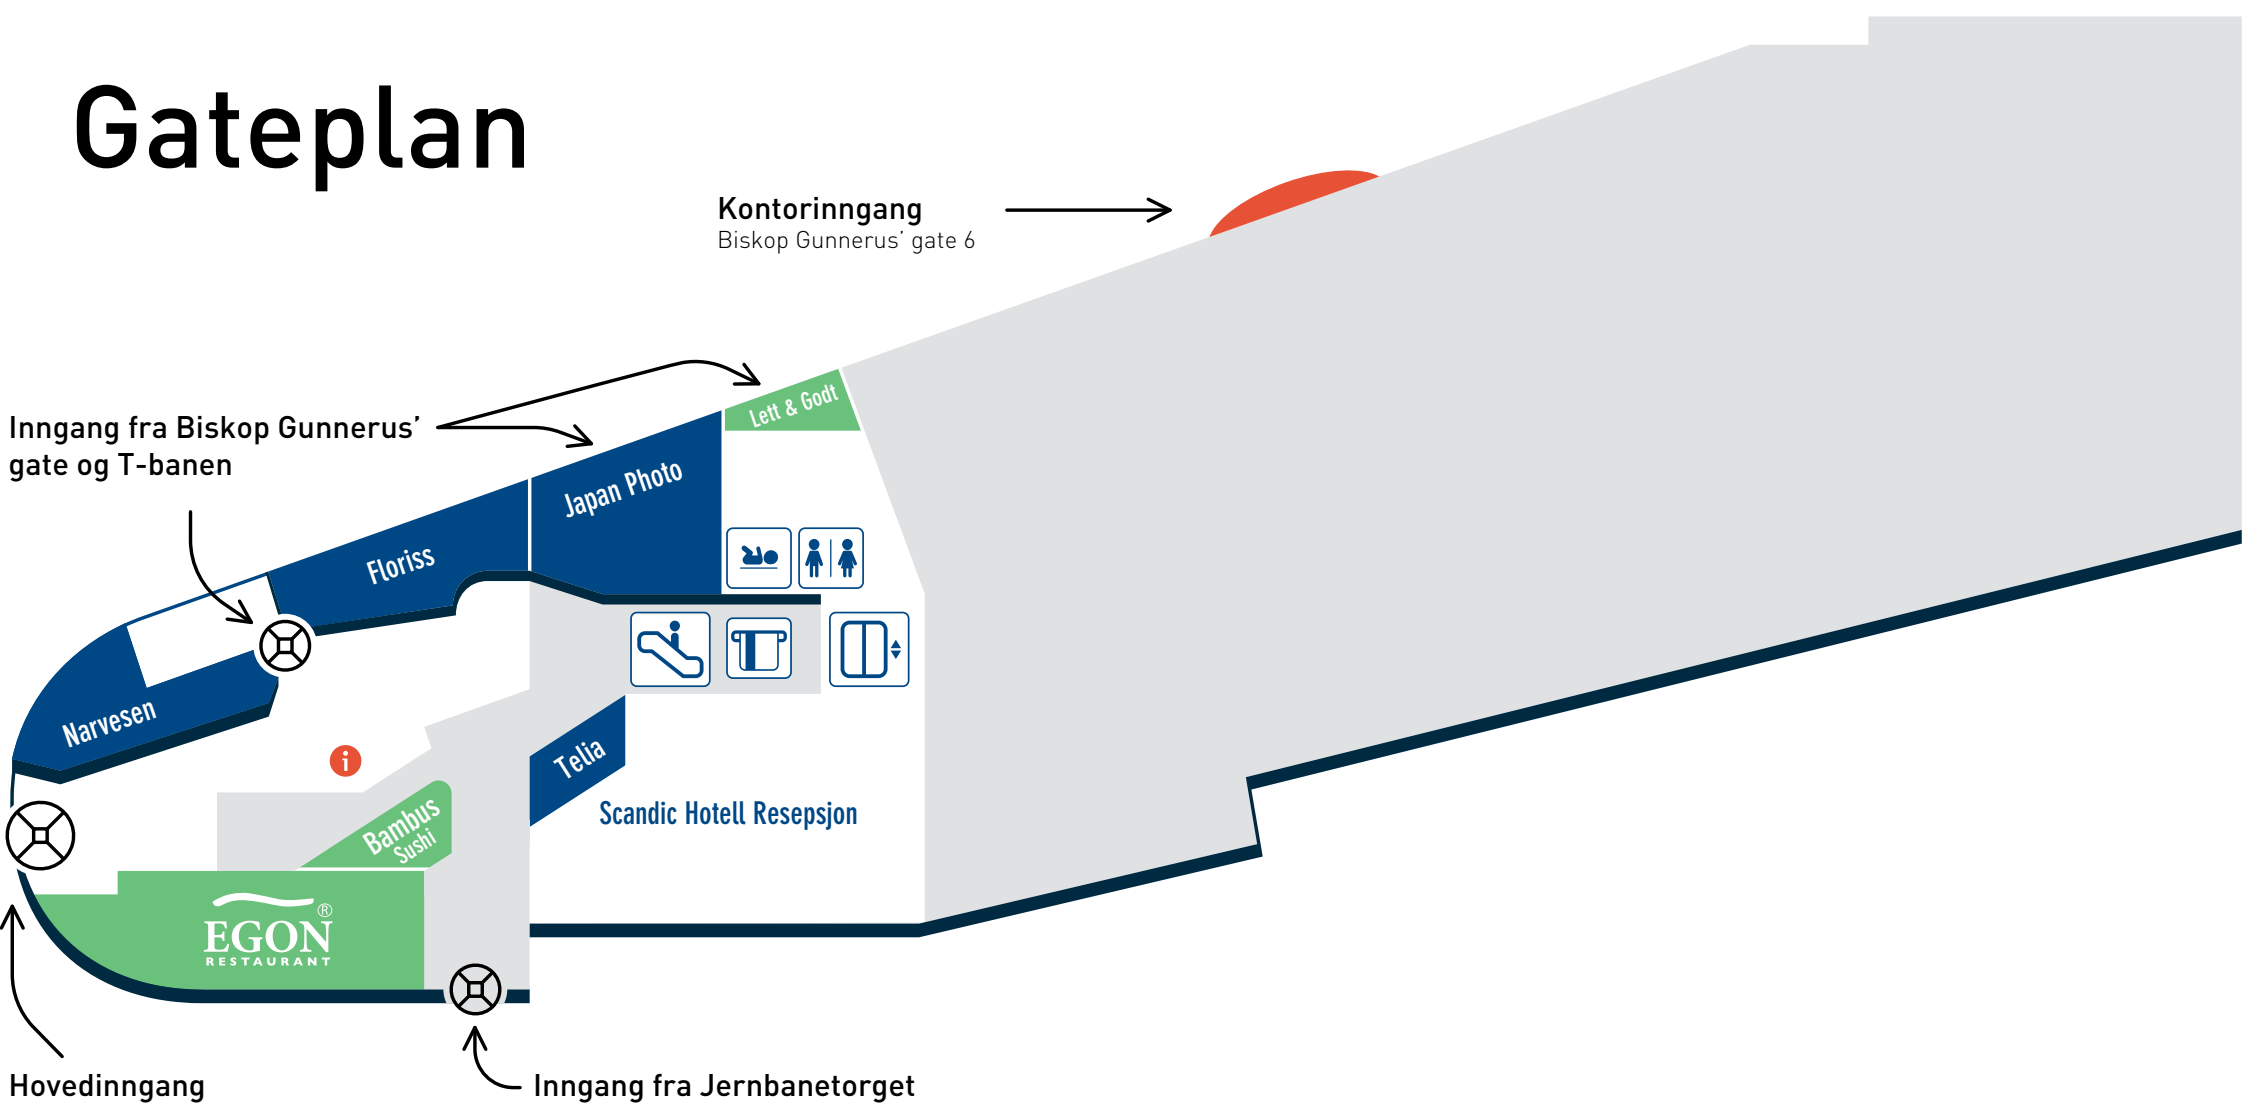 Gateplan
Kontorinngang
Biskop Gunnerus’ gate 6
Inngang fra Biskop Gunnerus’
gate og T-banen
Lett & Godt
Japan Photo
Floriss
Narvesen
i
Telia
Bambus
Sushi
Scandic Hotell Resepsjon
EGON®
RESTAURANT
Hovedinngang
Inngang fra Jernbanetorget